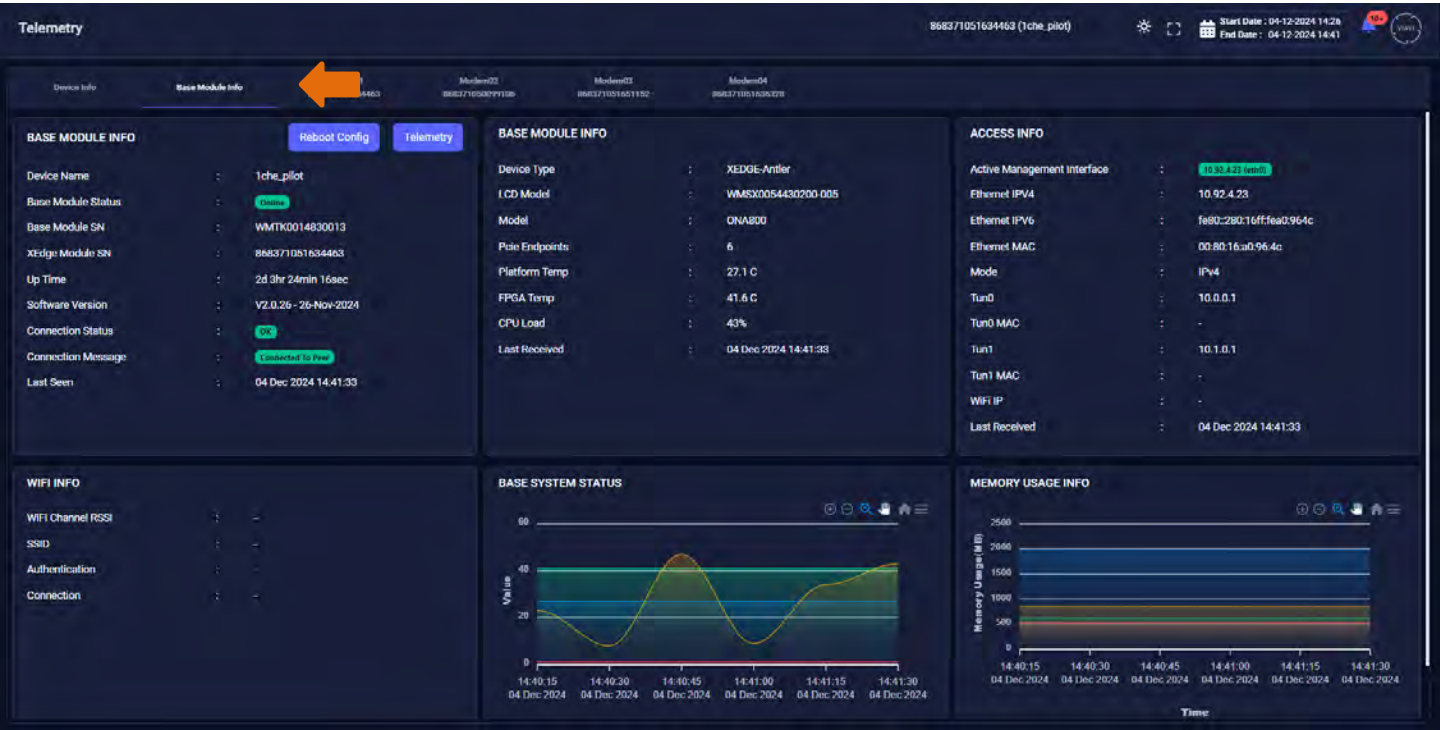 Telemetry
868371051634463 (1che_pilot)
Start Date : 04-12-2024 14:26
End Date : 04-12-2024 14:41
10+
Device Info
Base Module Info
Modem02
Modem03
868371051651152
Modem04
BASE MODULE INFO
Reboot Config
Telemetry
Device Name : 1che_pilot
Base Module Status : Online
Base Module SN : WMTK0014830013
XEdge Module SN : 868371051634463
Up Time : 2d 3hr 24min 16sec
Software Version : V2.0.26 - 26-Nov-2024
Connection Status : OK
Connection Message : Connected To Peer
Last Seen : 04 Dec 2024 14:41:33
BASE MODULE INFO
Device Type : XEDGE-Antler
LCD Model : WMSX0054430200-005
Model : ONA800
Pcie Endpoints : 6
Platform Temp : 27.1 C
FPGA Temp : 41.6 C
CPU Load : 43%
Last Received : 04 Dec 2024 14:41:33
ACCESS INFO
Active Management Interface : 10.92.4.23 (eth0)
Ethernet IPV4 : 10.92.4.23
Ethernet IPV6 : fe80::280:16ff:fea0:964c
Ethernet MAC : 00:80:16:a0:96:4c
Mode : IPv4
Tun0 : 10.0.0.1
Tun0 MAC : -
Tun1 : 10.1.0.1
Tun1 MAC : -
WiFi IP : -
Last Received : 04 Dec 2024 14:41:33
WIFI INFO
WiFi Channel RSSI : --
SSID : --
Authentication : --
Connection : --
BASE SYSTEM STATUS
60
40
20
0
Value
14:40:15 14:40:30 14:40:45 14:41:00 14:41:15 14:41:30
04 Dec 2024 04 Dec 2024 04 Dec 2024 04 Dec 2024 04 Dec 2024 04 Dec 2024
MEMORY USAGE INFO
2500
2000
1500
1000
500
0
Memory Usage(MB)
14:40:15 14:40:30 14:40:45 14:41:00 14:41:15 14:41:30
04 Dec 2024 04 Dec 2024 04 Dec 2024 04 Dec 2024 04 Dec 2024 04 Dec 2024
Time